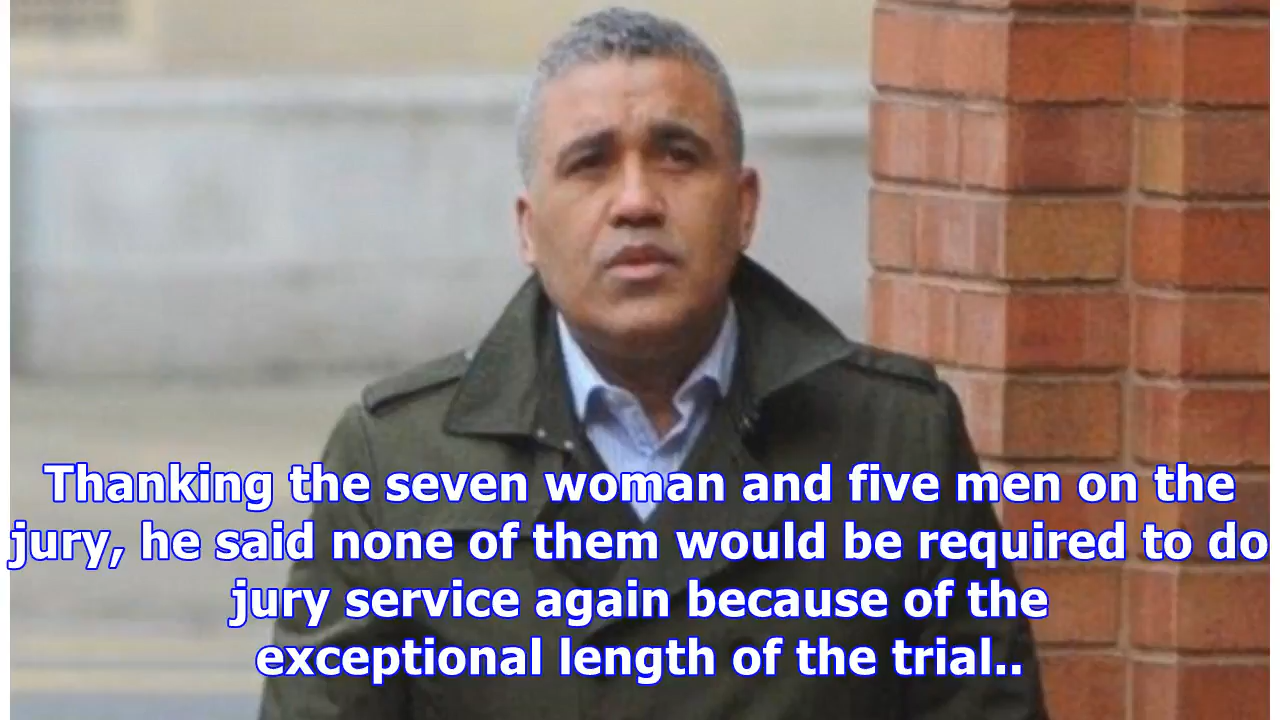 Thanking the seven woman and five men on the
jury, he said none of them would be required to do
jury service again because of the
exceptional length of the trial..